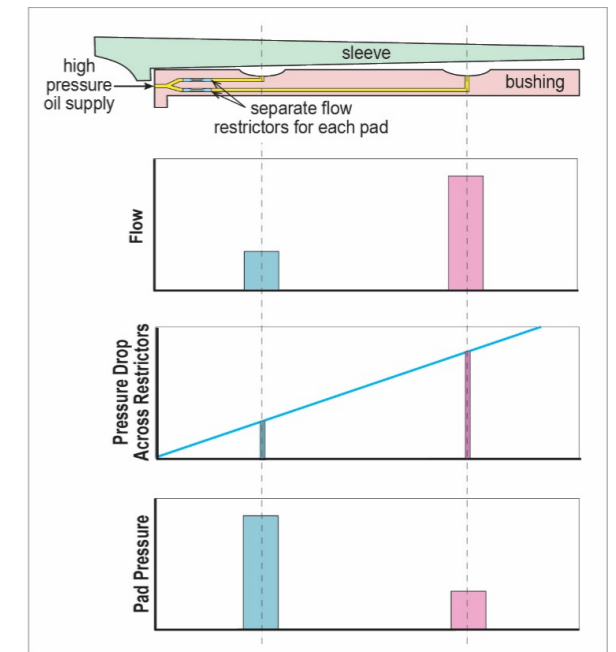 sleeve
high
pressure
oil supply
bushing
separate flow
restrictors for each pad
Flow
Pressure Drop
Across Restrictors
Pad Pressure